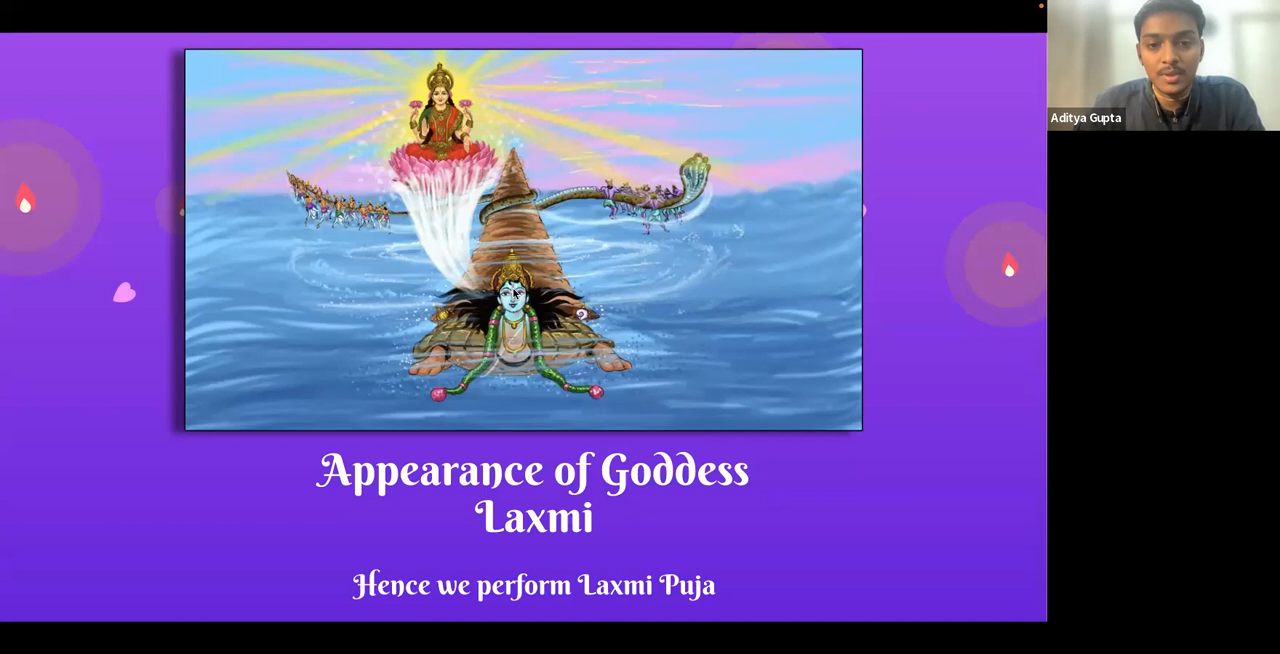 Aditya Gupta
Appearance of Goddess
Laxmi
Hence we perform Laxmi Puja